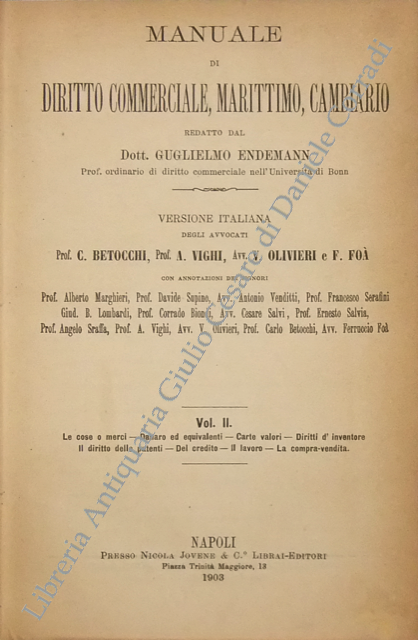 MANUALE
DI
DIRITTO COMMERCIALE, MARITTIMO, CAMBIARIO
REDATTO DAL
Dott. GUGLIELMO ENDEMANN
Prof. ordinario di diritto commerciale nell'Università di Bonn
VERSIONE ITALIANA
DEGLI AVVOCATI
Prof. C. BETOCCHI, Prof. A. VIGHI, Avv. V. OLIVIERI e F. FOÀ
CON ANNOTAZIONI DEI SIGNORI
Prof. Alberto Marghieri, Prof. Davide Supino, Avv. Antonio Venditti, Prof. Francesco Serafini
Giud. B. Lombardi, Prof. Corrado Biondi, Avv. Cesare Salvi, Prof. Ernesto Salvia,
Prof. Angelo Sraffa, Prof. A. Vighi, Avv. V. Olivieri, Prof. Carlo Betocchi, Avv. Ferruccio Foà
Vol. II.
Le cose o merci — Danaro ed equivalenti — Carte valori — Diritti d'inventore
Il diritto delle patenti — Del credito — Il lavoro — La compra-vendita.
NAPOLI
PRESSO NICOLA JOVENE & C.º LIBRAI-EDITORI
Piazza Trinità Maggiore, 13
1903
Libreria Antiquaria Giulio Cesare di Daniele Corradi